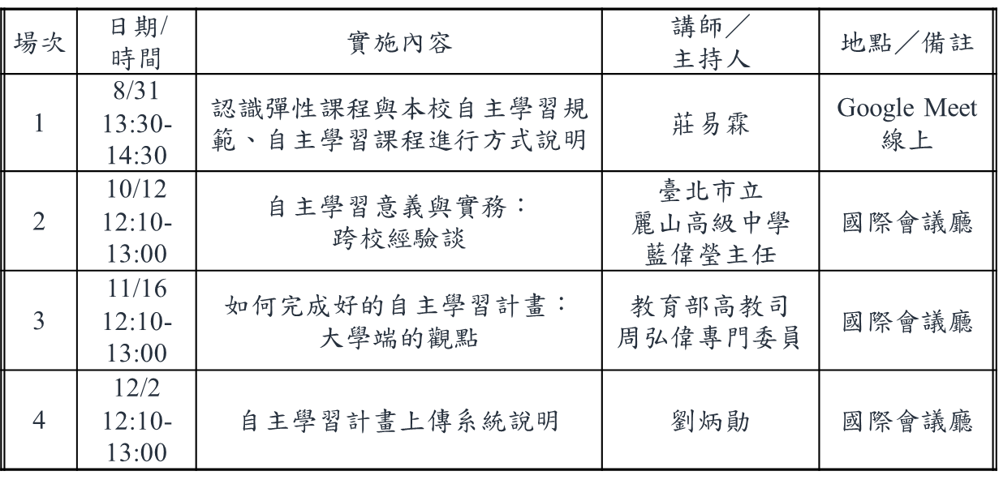 場次
日期/
時間
實施內容
講師／
主持人
地點／備註
1
8/31
13:30-
14:30
認識彈性課程與本校自主學習規
範、自主學習課程進行方式說明
莊易霖
Google Meet
線上
2
10/12
12:10-
13:00
自主學習意義與實務：
跨校經驗談
臺北市立
麗山高級中學
藍偉瑩主任
國際會議廳
3
11/16
12:10-
13:00
如何完成好的自主學習計畫：
大學端的觀點
教育部高教司
周弘偉專門委員
國際會議廳
4
12/2
12:10-
13:00
自主學習計畫上傳系統說明
劉炳勛
國際會議廳